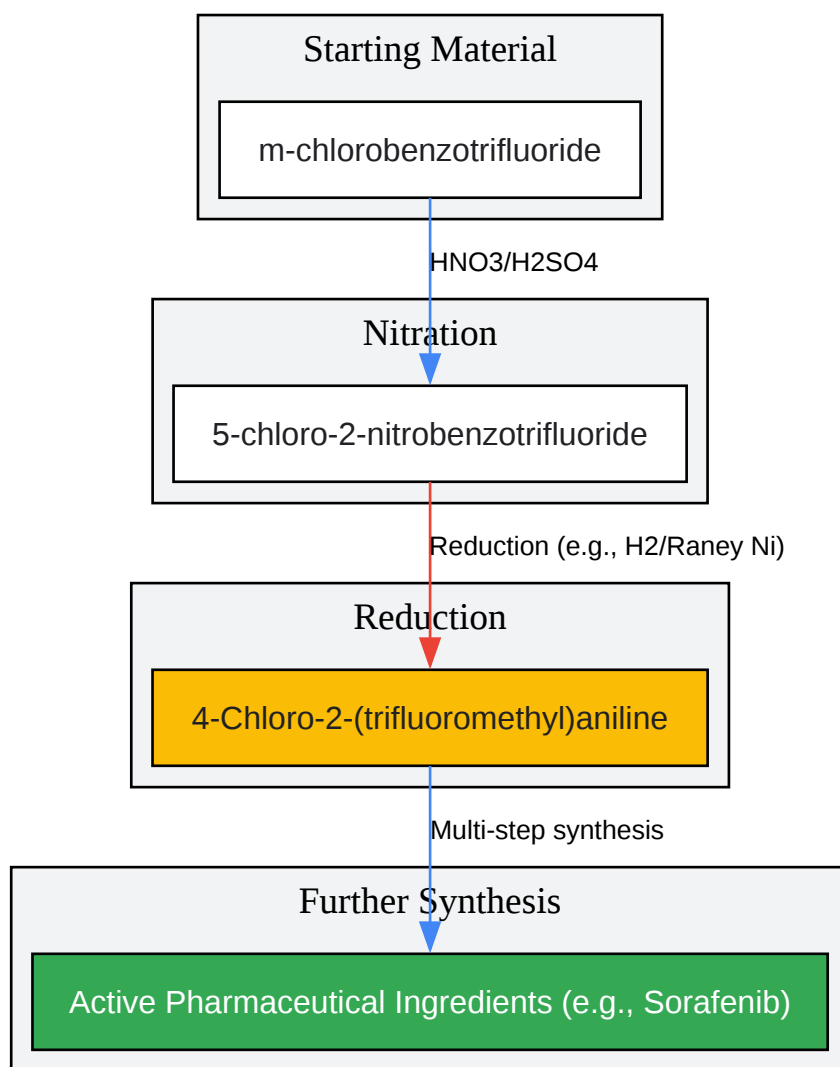 Starting Material
m-chlorobenzotrifluoride
HNO3/H2SO4
Nitration
5-chloro-2-nitrobenzotrifluoride
Reduction (e.g., H2/Raney Ni)
Reduction
4-Chloro-2-(trifluoromethyl)aniline
Multi-step synthesis
Further Synthesis
Active Pharmaceutical Ingredients (e.g., Sorafenib)